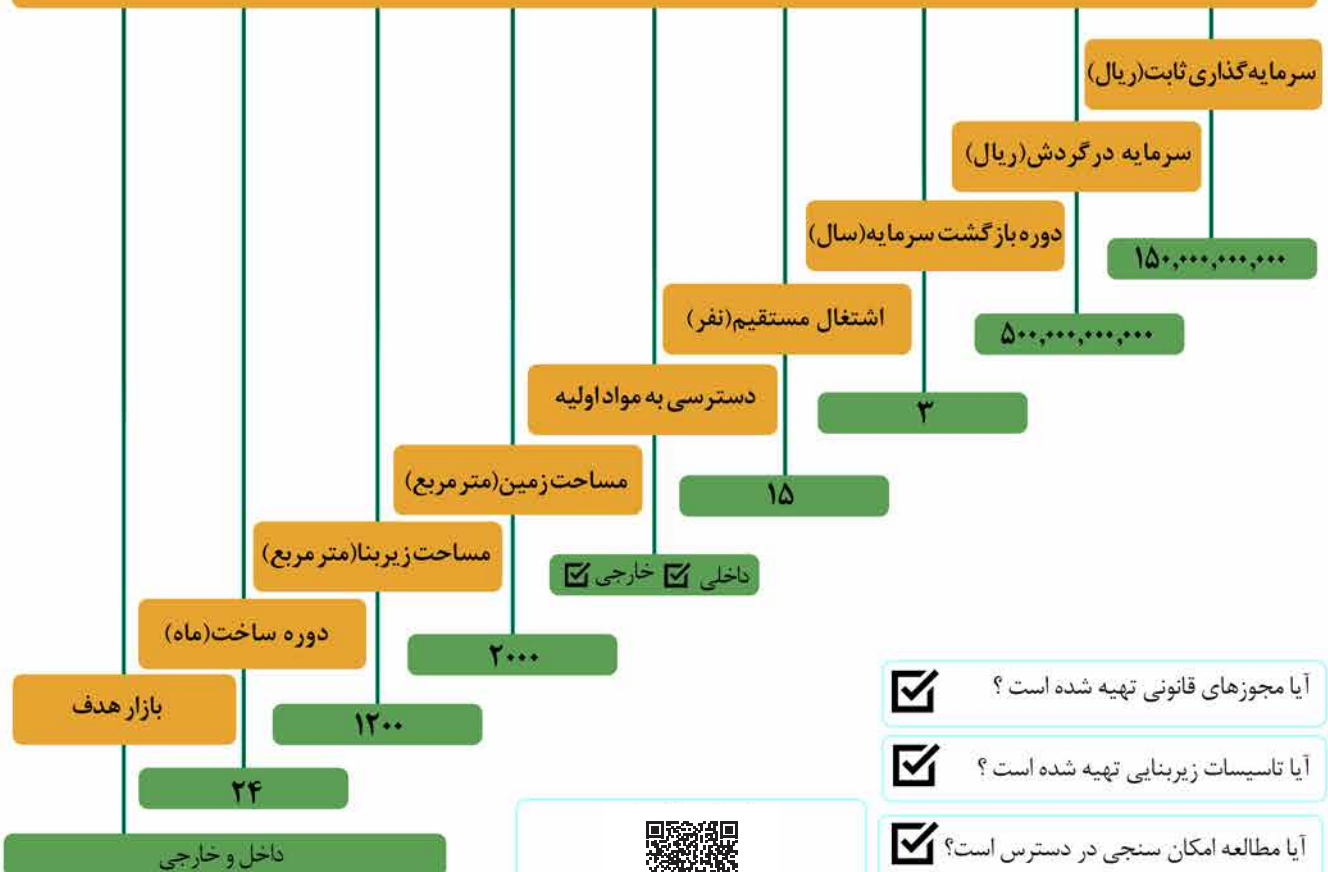 سرمایه‌گذاری ثابت(ریال)
۱۵۰,۰۰۰,۰۰۰,۰۰۰
سرمایه در گردش(ریال)
۵۰۰,۰۰۰,۰۰۰,۰۰۰
دوره بازگشت سرمایه(سال)
۳
اشتغال مستقیم(نفر)
۱۵
دسترسی به مواد اولیه
داخلی ☑ خارجی ☑
مساحت زمین(متر مربع)
۲۰۰۰
مساحت زیربنا(متر مربع)
۱۲۰۰
دوره ساخت(ماه)
۲۴
بازار هدف
داخل و خارجی
آیا مجوزهای قانونی تهیه شده است ؟ ☑
آیا تاسیسات زیربنایی تهیه شده است ؟ ☑
آیا مطالعه امکان سنجی در دسترس است؟ ☑